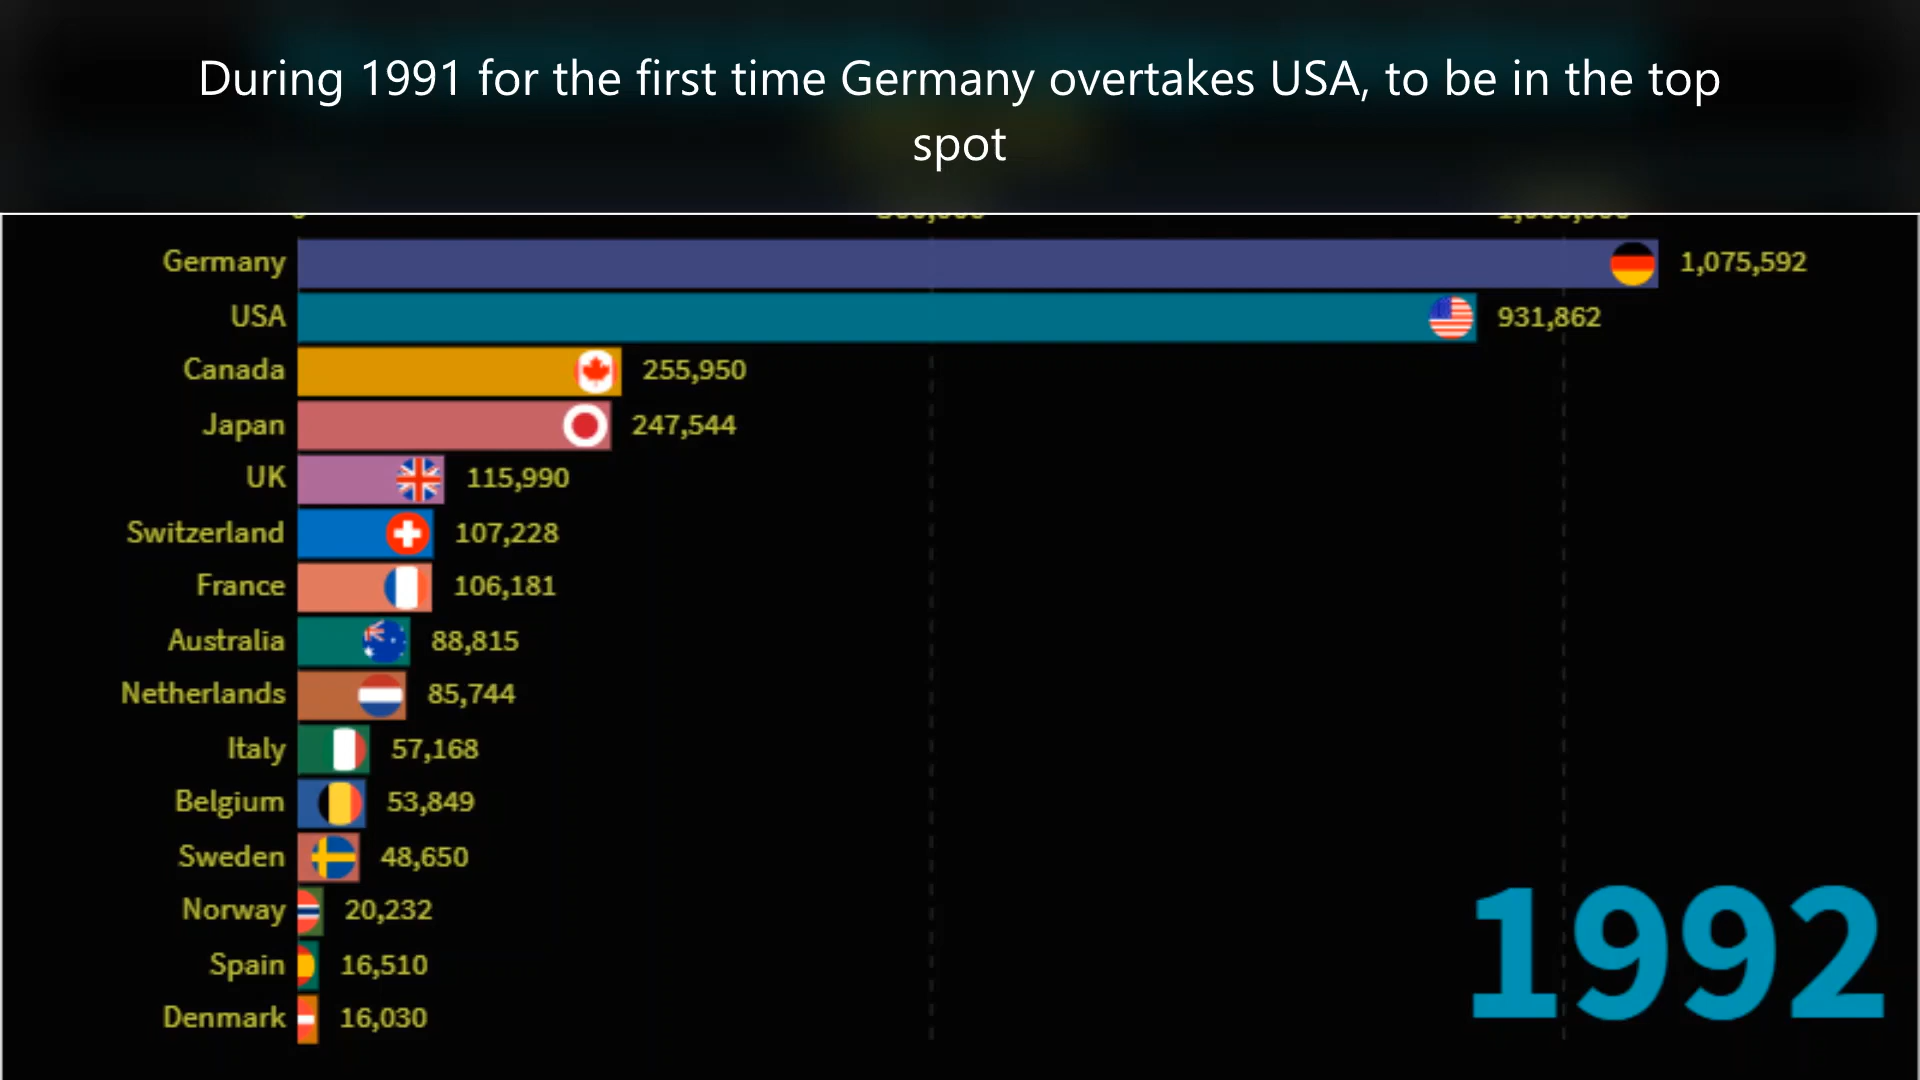 During 1991 for the first time Germany overtakes USA, to be in the top
spot
Germany 1,075,592
USA 931,862
Canada 255,950
Japan 247,544
UK 115,990
Switzerland 107,228
France 106,181
Australia 88,815
Netherlands 85,744
Italy 57,168
Belgium 53,849
Sweden 48,650
Norway 20,232
Spain 16,510
Denmark 16,030
1992